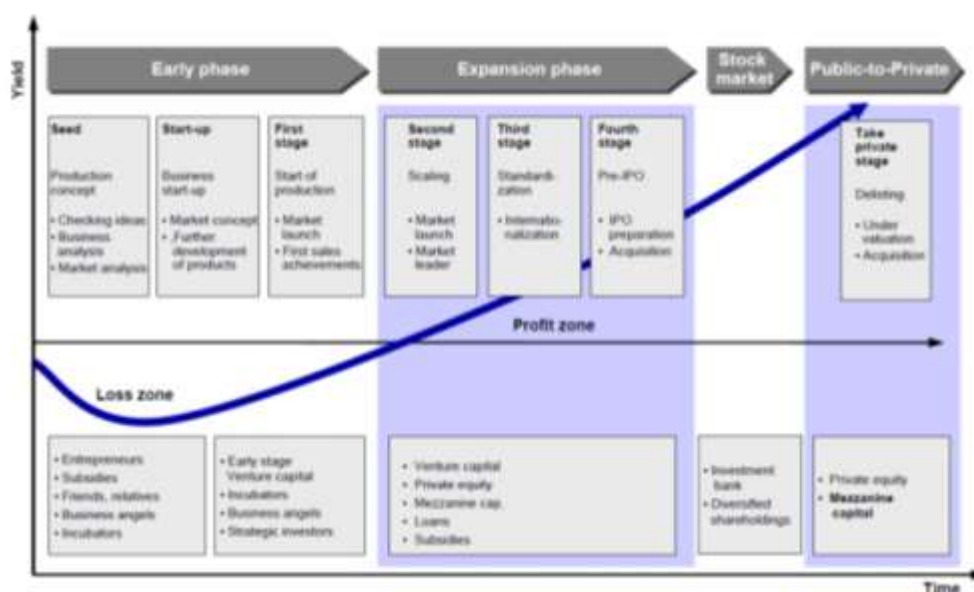 Yield
Early phase
Expansion phase
Stock
market
Public-to-Private
Seed
Production
concept
• Checking ideas
• Business
analysis
• Market analysis
Start-up
Business
start-up
• Market concept
• „Further
development
of products
First
stage
Start of
production
• Market
launch
• First sales
achievements
Second
stage
Scaling
• Market
launch
• Market
leader
Third
stage
Standardi-
zation
• Internatio-
nalization
Fourth
stage
Pre-IPO
• IPO
preparation
• Acquisition
Take
private
stage
Delisting
• Under
valuation
• Acquisition
Profit zone
Loss zone
• Entrepreneurs
• Subsidies
• Friends, relatives
• Business angels
• Incubators
• Early stage
Venture capital
• Incubators
• Business angels
• Strategic investors
• Venture capital
• Private equity
• Mezzanine cap.
• Loans
• Subsidies
• Investment
bank
• Diversified
shareholdings
• Private equity
• Mezzanine
capital
Time